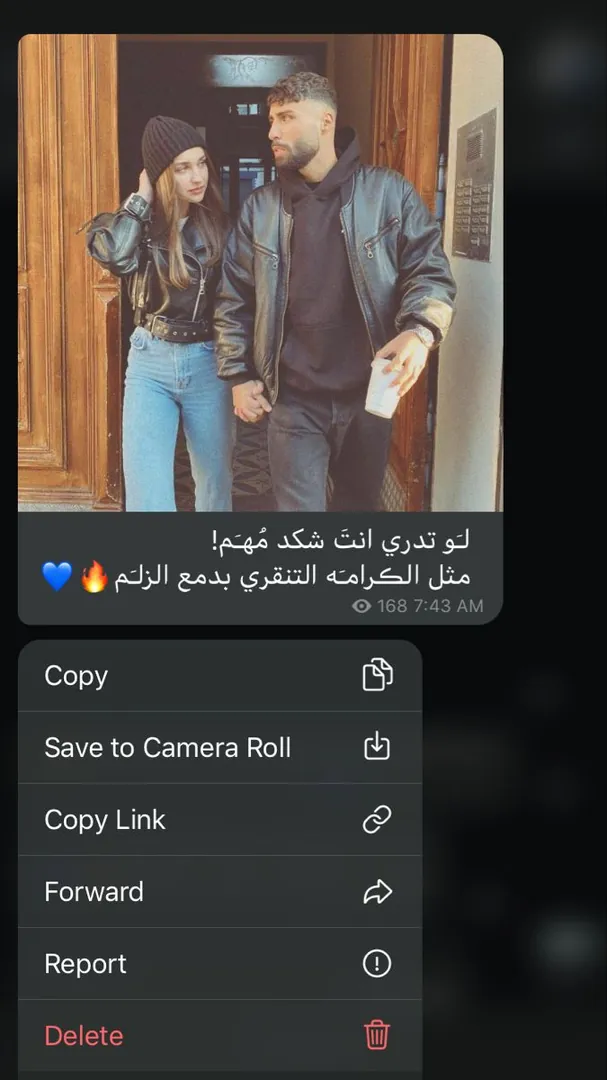 لـَو تدري انتَ شكد مُهـَم!
مثل الكرامـَه التنقري بدمع الزلـَم🔥💙
168 7:43 AM
Copy
Save to Camera Roll
Copy Link
Forward
Report
Delete